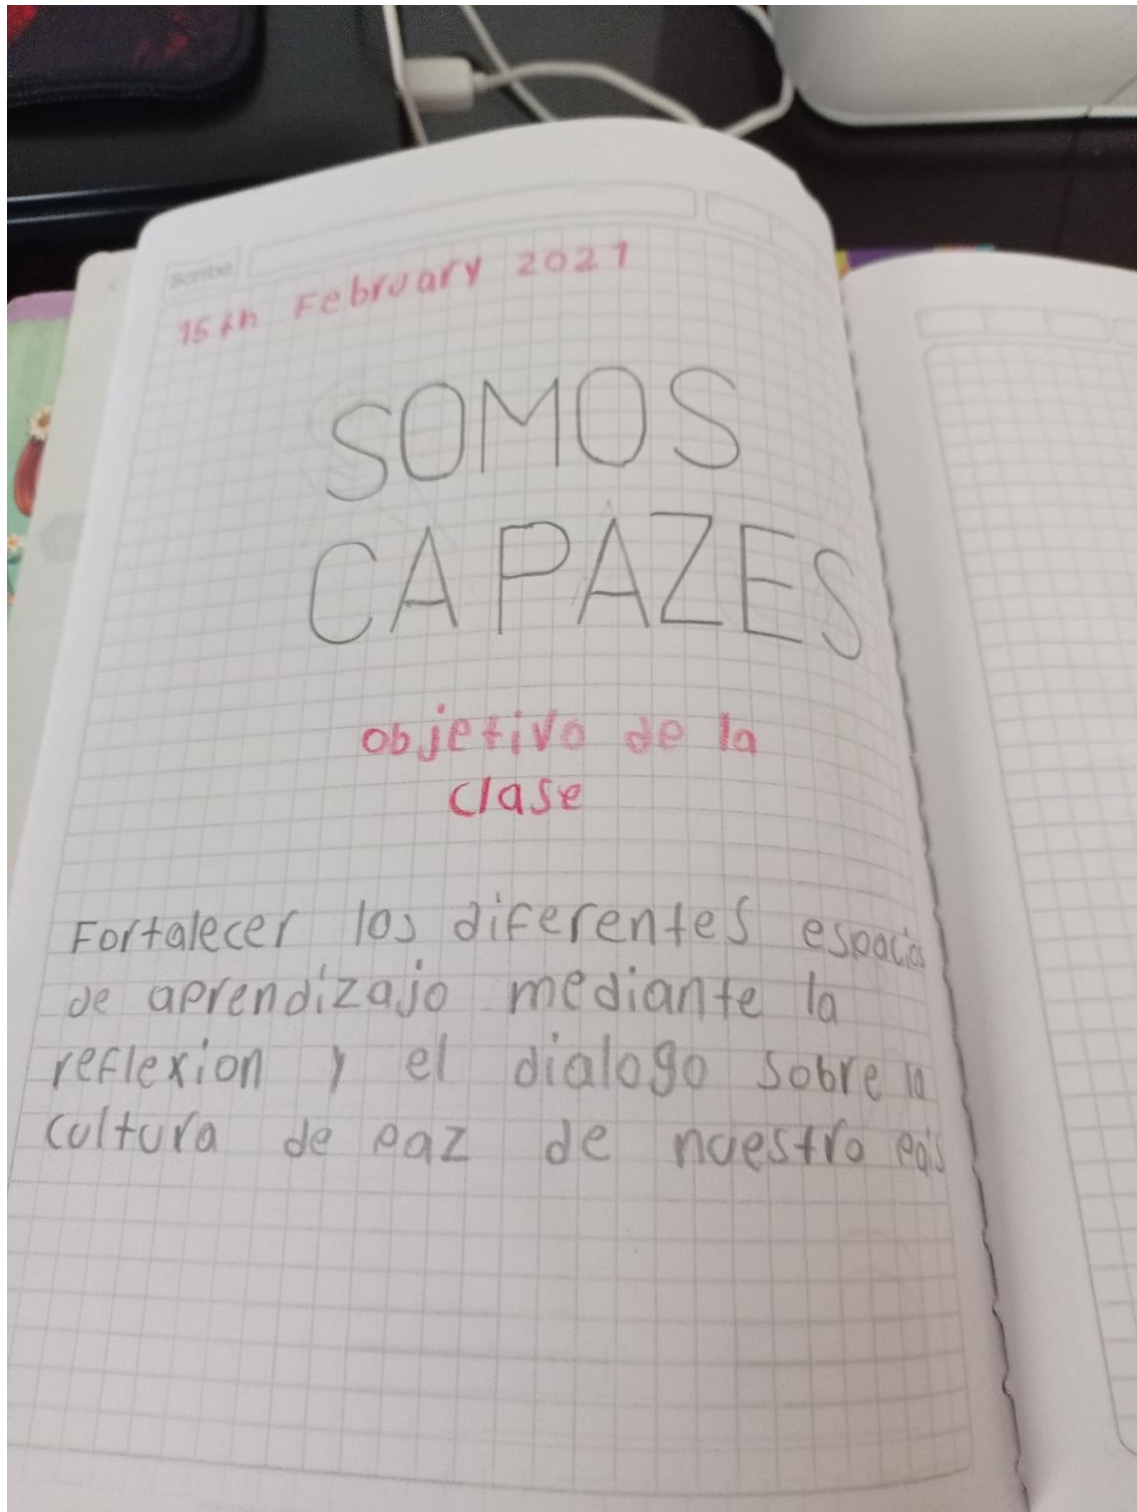 Scribe
15th February 2021
SOMOS
CAPAZES
objetivo de la
clase
Fortalecer los diferentes espacios
de aprendizajo mediante la
reflexion y el dialogo sobre la
cultura de paz de nuestro país